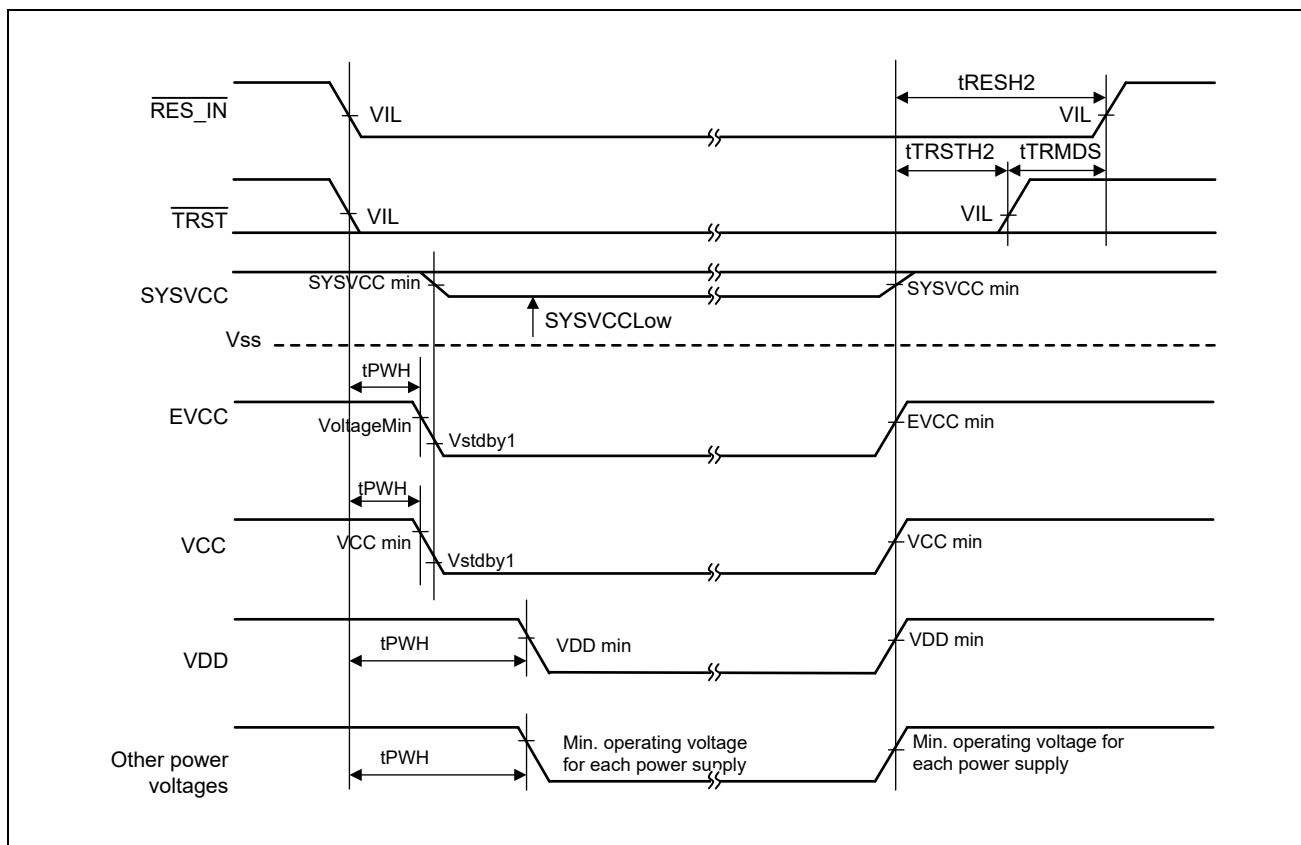 tRESH2
RES_IN
VIL
VIL
tTRSTH2
tTRMDS
TRST
VIL
VIL
SYSVCC
SYSVCC min
SYSVCC min
SYSVCCLow
Vss
tPWH
EVCC
VoltageMin
Vstdby1
EVCC min
tPWH
VCC
VCC min
Vstdby1
VCC min
VDD
tPWH
VDD min
VDD min
Other power
voltages
tPWH
Min. operating voltage
for each power supply
Min. operating voltage for
each power supply